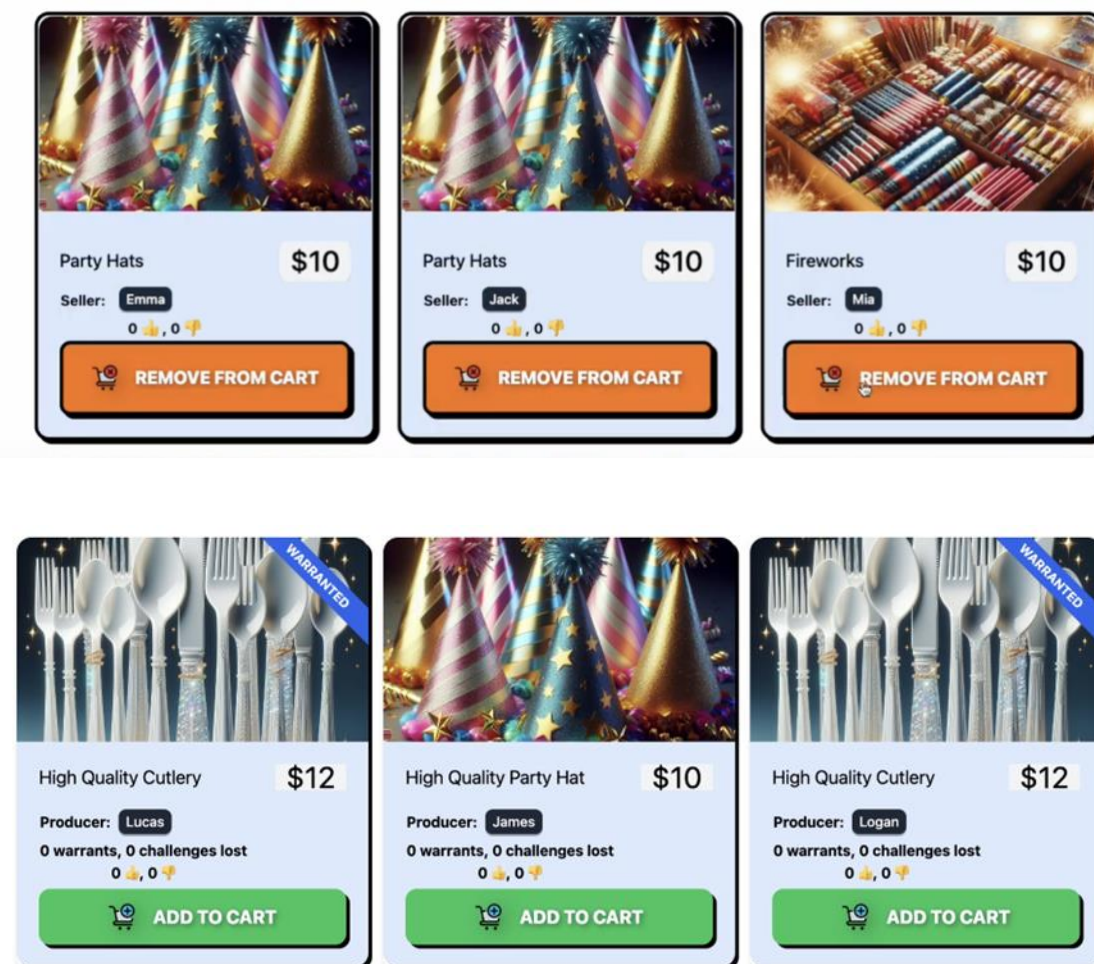 Party Hats $10
Seller: Emma
0 👍, 0 👎
REMOVE FROM CART
Party Hats $10
Seller: Jack
0 👍, 0 👎
REMOVE FROM CART
Fireworks $10
Seller: Mia
0 👍, 0 👎
REMOVE FROM CART
WARRANTED
High Quality Cutlery $12
Producer: Lucas
0 warrants, 0 challenges lost
0 👍, 0 👎
ADD TO CART
High Quality Party Hat $10
Producer: James
0 warrants, 0 challenges lost
0 👍, 0 👎
ADD TO CART
WARRANTED
High Quality Cutlery $12
Producer: Logan
0 warrants, 0 challenges lost
0 👍, 0 👎
ADD TO CART